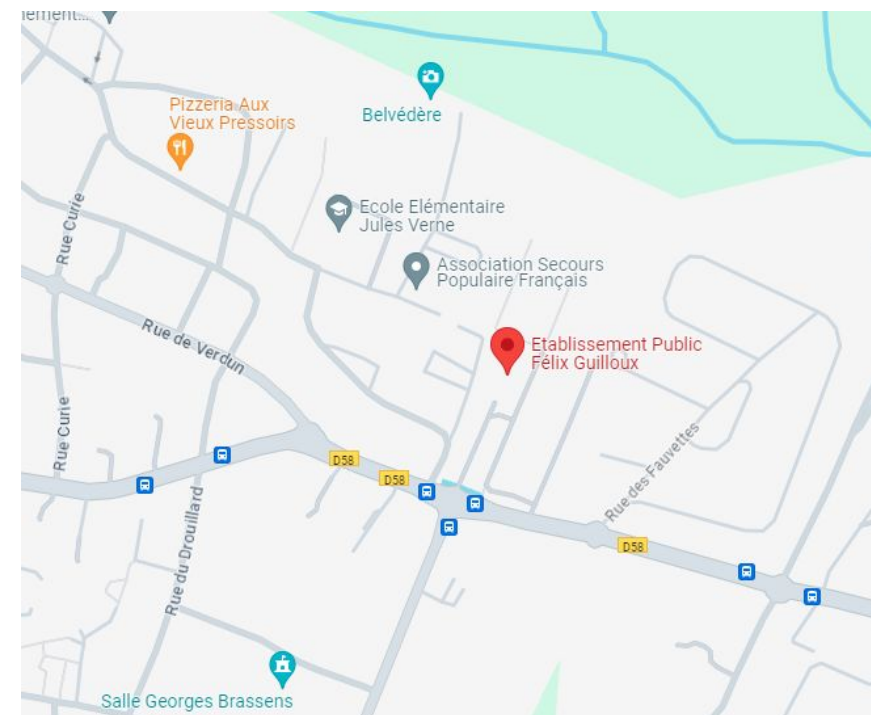 Pizzeria Aux
Vieux Pressoirs
Belvédère
Ecole Elémentaire
Jules Verne
Rue Curie
Association Secours
Populaire Français
Rue de Verdun
Etablissement Public
Félix Guilloux
Rue Curie
D58
D58
Rue des Fauvettes
Rue du Drouillard
D58
Salle Georges Brassens